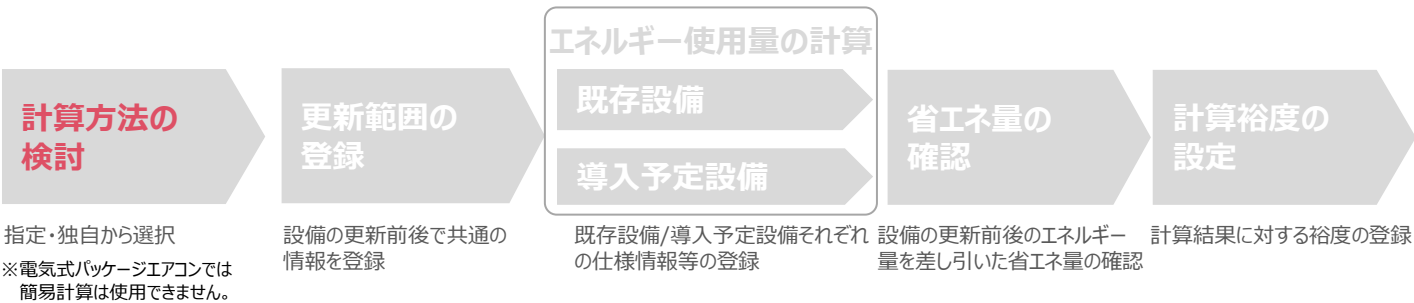 計算方法の
検討
指定・独自から選択
※電気式パッケージエアコンでは
簡易計算は使用できません。
更新範囲の
登録
設備の更新前後で共通の
情報を登録
エネルギー使用量の計算
既存設備
導入予定設備
既存設備/導入予定設備それぞれ
の仕様情報等の登録
省エネ量の
確認
設備の更新前後のエネルギー
量を差し引いた省エネ量の確認
計算裕度の
設定
計算結果に対する裕度の登録